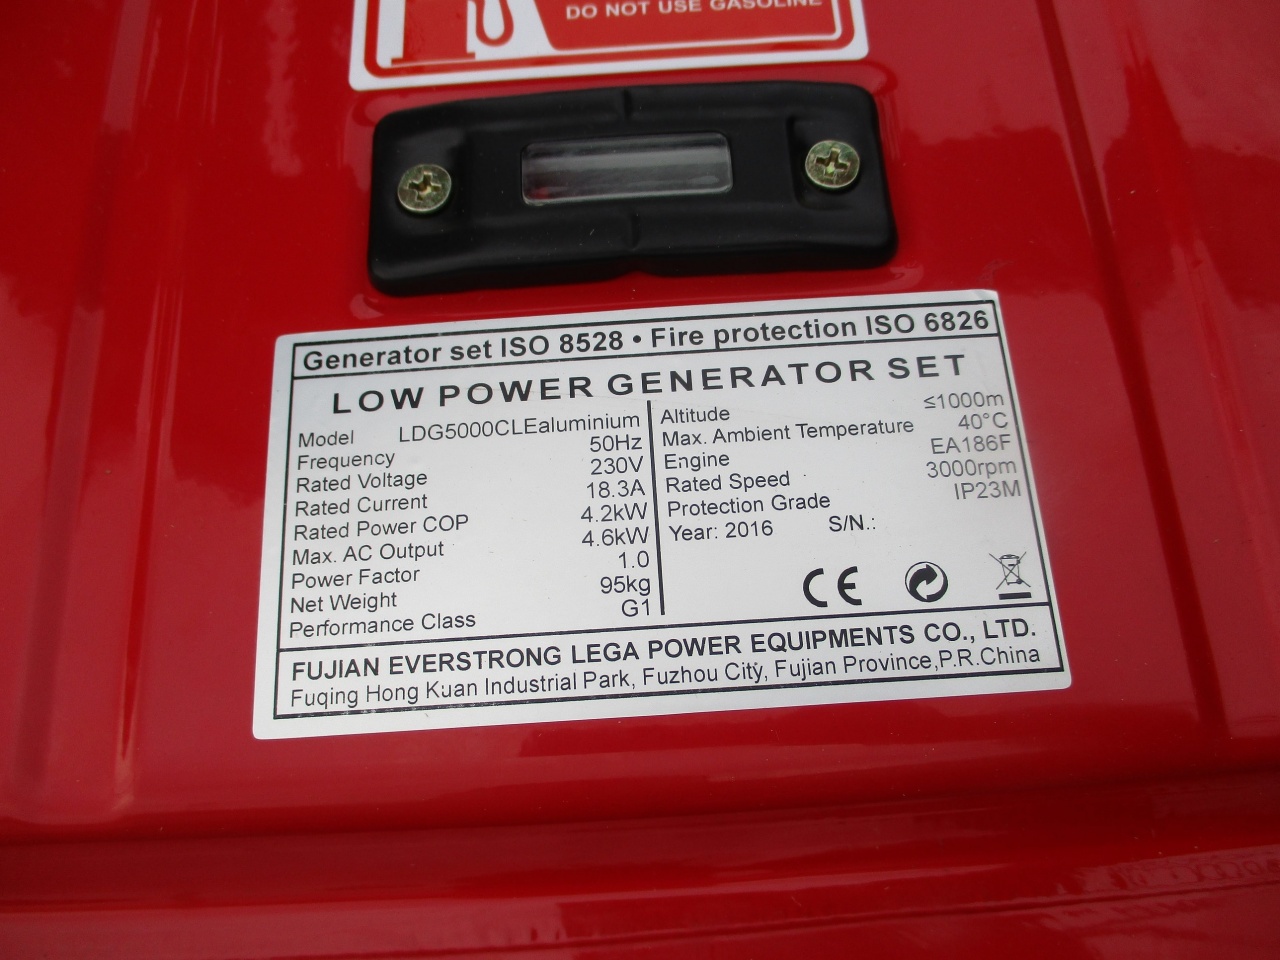 DO NOT USE GASOLINE
Generator set ISO 8528 • Fire protection ISO 6826
LOW POWER GENERATOR SET
Model LDG5000CLEaluminium
Frequency 50Hz
Rated Voltage 230V
Rated Current 18.3A
Rated Power COP 4.2kW
Max. AC Output 4.6kW
Power Factor 1.0
Net Weight 95kg
Performance Class G1
Altitude ≤1000m
Max. Ambient Temperature 40°C
Engine EA186F
Rated Speed 3000rpm
Protection Grade IP23M
Year: 2016 S/N.:
CE
FUJIAN EVERSTRONG LEGA POWER EQUIPMENTS CO., LTD.
Fuqing Hong Kuan Industrial Park, Fuzhou City, Fujian Province,P.R.China